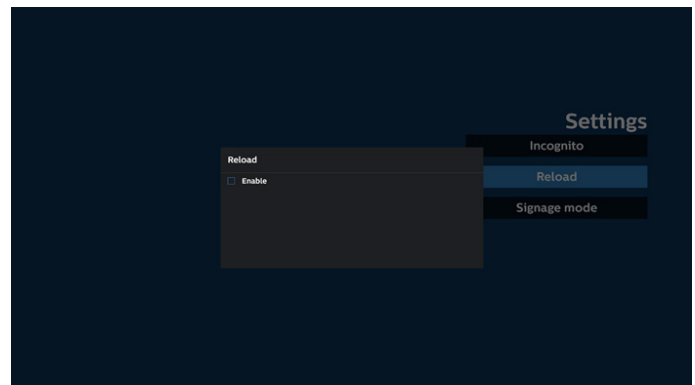 Settings
Incognito
Reload
Signage mode
Reload
Enable